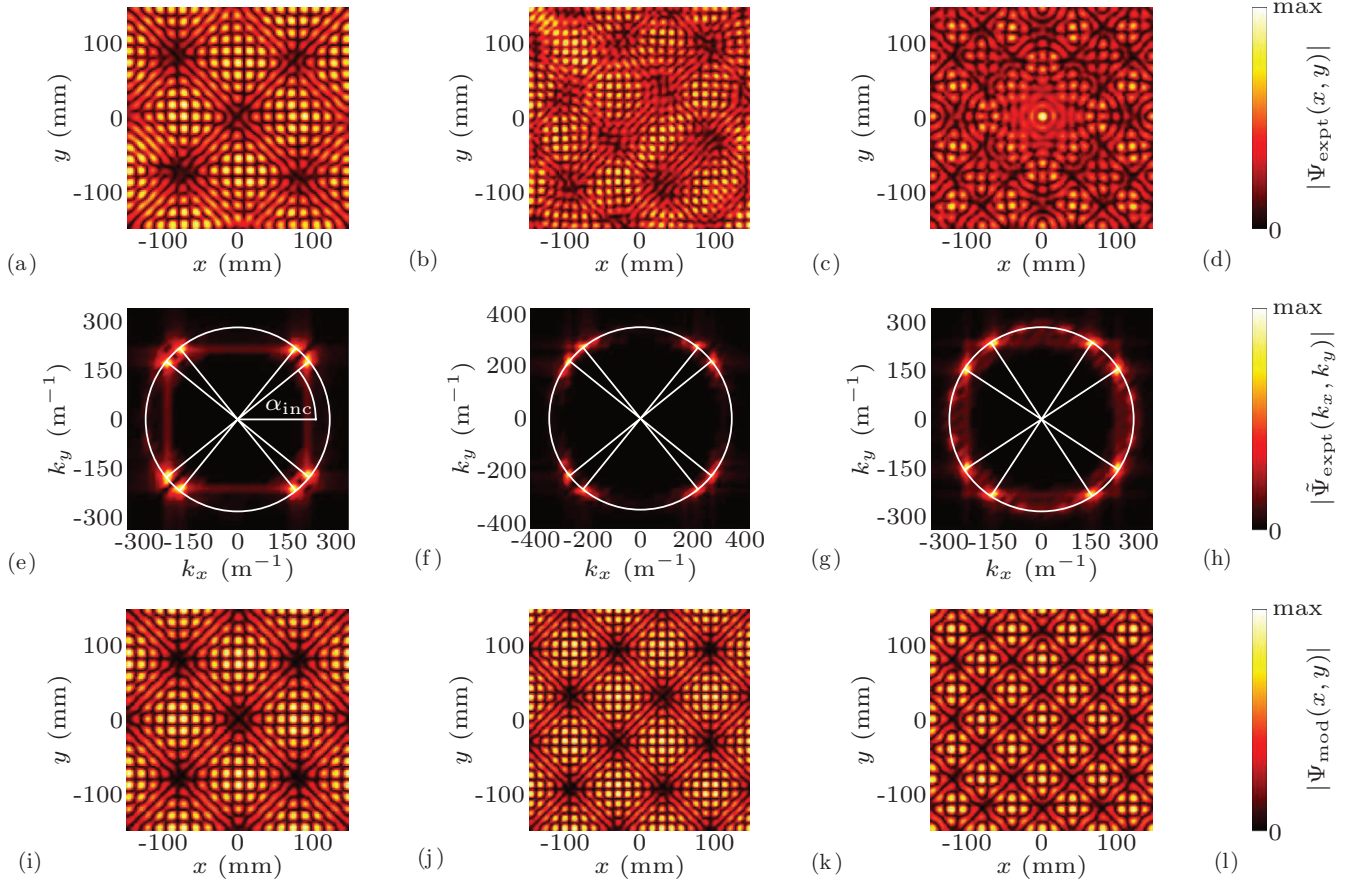 100
0
-100
y (mm)
-100 0 100
x (mm)
(a)
100
0
-100
y (mm)
-100 0 100
x (mm)
(b)
100
0
-100
y (mm)
-100 0 100
x (mm)
(c)
max
0
|Ψexpt(x, y)|
(d)
300
150
0
-150
-300
ky (m−1)
αinc
-300 -150 0 150 300
kx (m−1)
(e)
400
200
0
-200
-400
ky (m−1)
-400 -200 0 200 400
kx (m−1)
(f)
300
150
0
-150
-300
ky (m−1)
-300 -150 0 150 300
kx (m−1)
(g)
max
0
|Ψ̃expt(kx, ky)|
(h)
100
0
-100
y (mm)
-100 0 100
x (mm)
(i)
100
0
-100
y (mm)
-100 0 100
x (mm)
(j)
100
0
-100
y (mm)
-100 0 100
x (mm)
(k)
max
0
|Ψmod(x, y)|
(l)